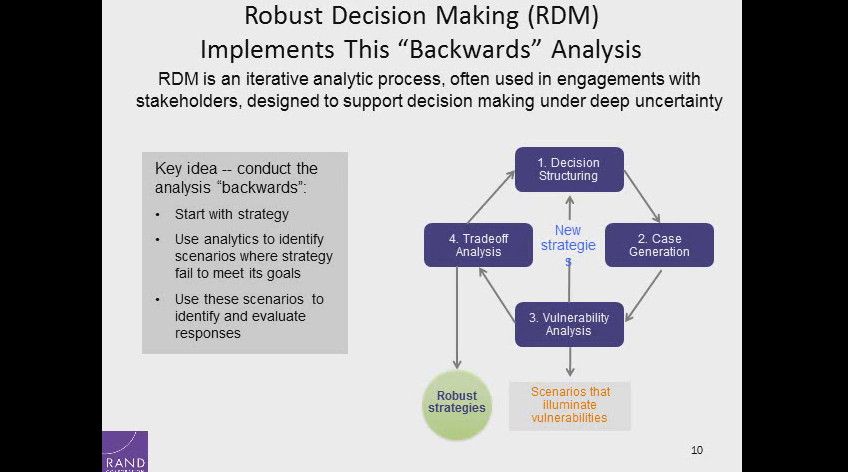 Robust Decision Making (RDM)
Implements This “Backwards” Analysis
RDM is an iterative analytic process, often used in engagements with
stakeholders, designed to support decision making under deep uncertainty
Key idea -- conduct the
analysis “backwards”:
• Start with strategy
• Use analytics to identify
scenarios where strategy
fail to meet its goals
• Use these scenarios to
identify and evaluate
responses
1. Decision
Structuring
4. Tradeoff
Analysis
New
strategie
s
2. Case
Generation
3. Vulnerability
Analysis
Robust
strategies
Scenarios that
illuminate
vulnerabilities
RAND
10